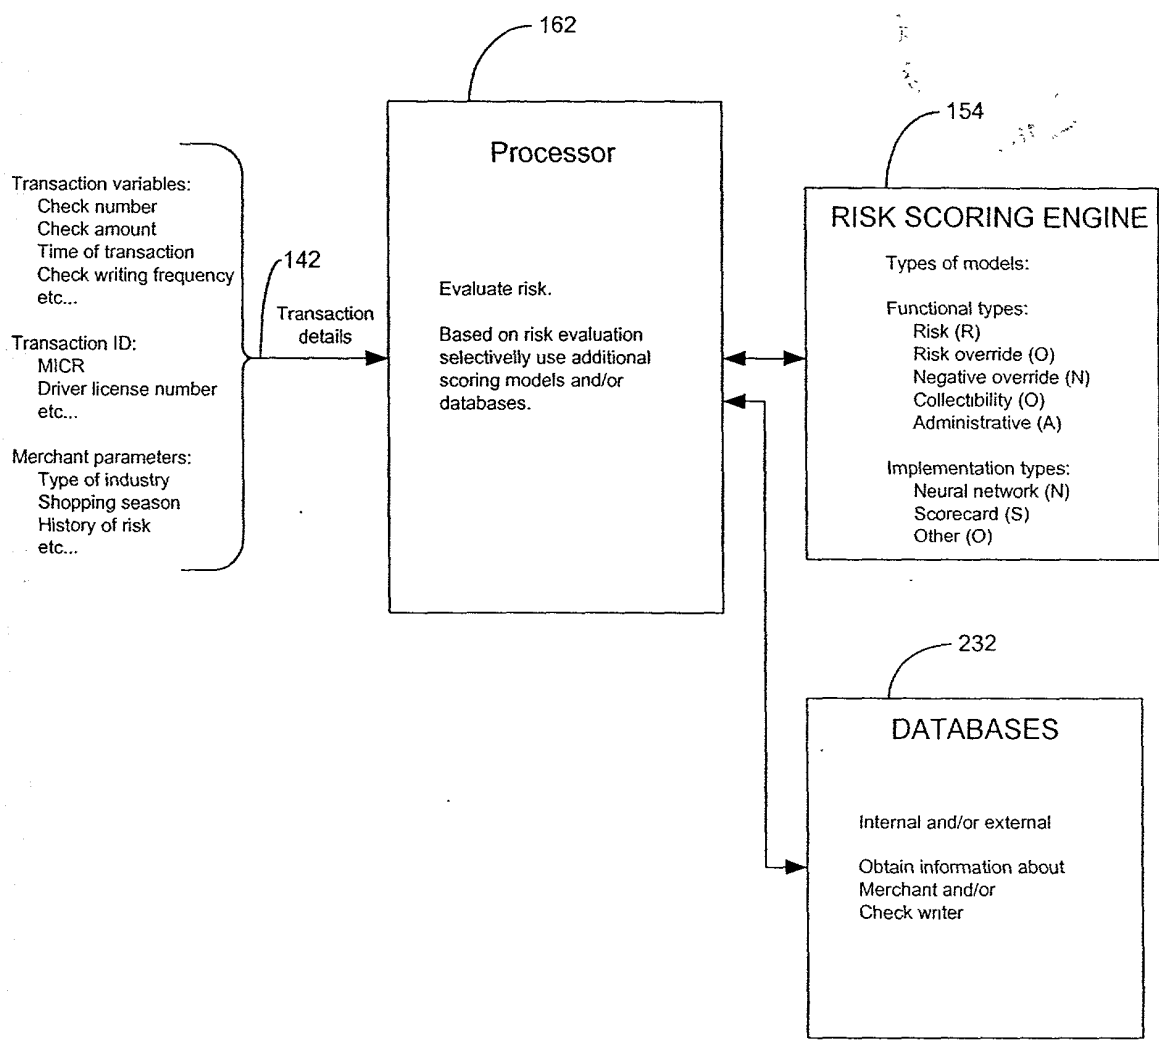 162
Processor
Evaluate risk.
Based on risk evaluation
selectivelly use additional
scoring models and/or
databases.
Transaction variables:
Check number
Check amount
Time of transaction
Check writing frequency
etc...
Transaction ID:
MICR
Driver license number
etc...
Merchant parameters:
Type of industry
Shopping season
History of risk
etc...
142
Transaction
details
154
RISK SCORING ENGINE
Types of models:
Functional types:
Risk (R)
Risk override (O)
Negative override (N)
Collectibility (O)
Administrative (A)
Implementation types:
Neural network (N)
Scorecard (S)
Other (O)
232
DATABASES
Internal and/or external
Obtain information about
Merchant and/or
Check writer